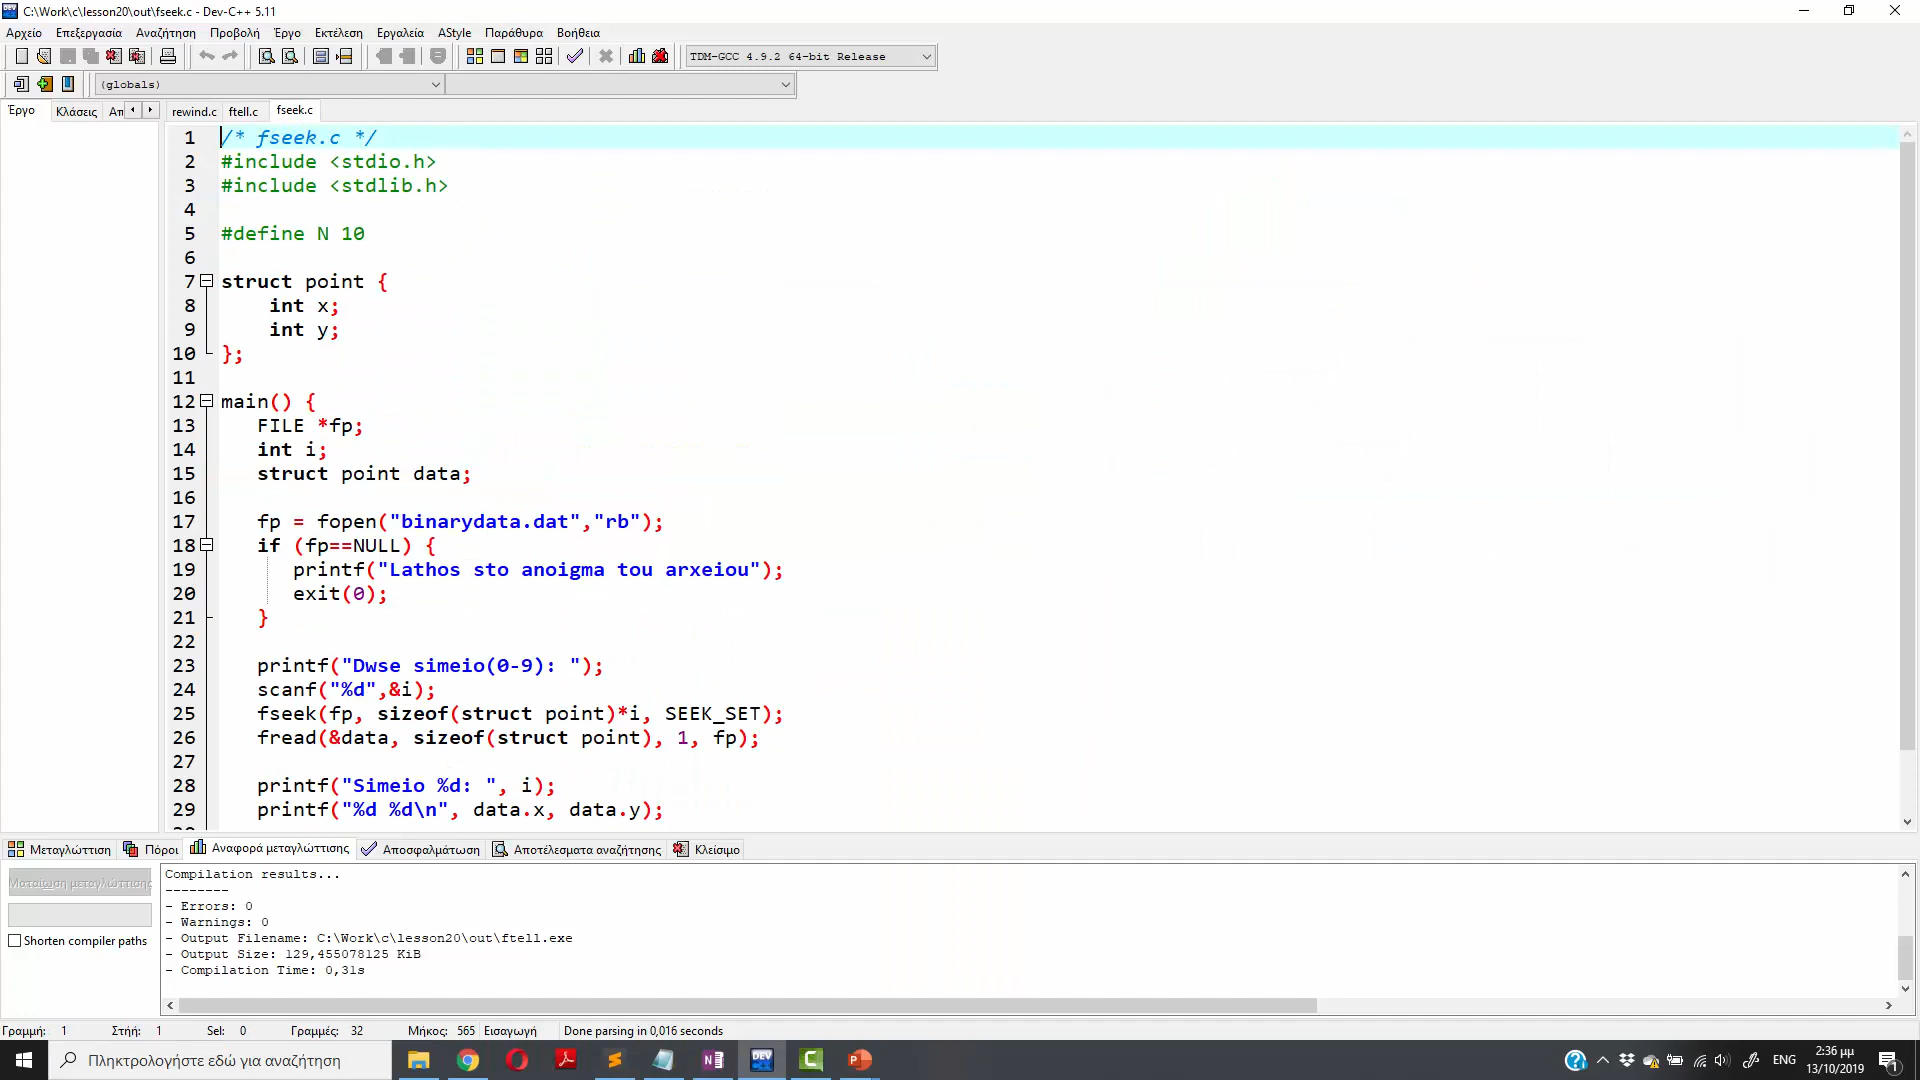 C:\Work\c\lesson20\out\fseek.c - Dev-C++ 5.11
Αρχείο Επεξεργασία Αναζήτηση Προβολή Έργο Εκτέλεση Εργαλεία AStyle Παράθυρα Βοήθεια
TDM-GCC 4.9.2 64-bit Release
(globals)
Έργο Κλάσεις Απ rewind.c ftell.c fseek.c
1 /* fseek.c */
2 #include <stdio.h>
3 #include <stdlib.h>
4
5 #define N 10
6
7 struct point {
8 int x;
9 int y;
10 };
11
12 main() {
13 FILE *fp;
14 int i;
15 struct point data;
16
17 fp = fopen("binarydata.dat","rb");
18 if (fp==NULL) {
19 printf("Lathos sto anoigma tou arxeiou");
20 exit(0);
21 }
22
23 printf("Dwse simeio(0-9): ");
24 scanf("%d",&i);
25 fseek(fp, sizeof(struct point)*i, SEEK_SET);
26 fread(&data, sizeof(struct point), 1, fp);
27
28 printf("Simeio %d: ", i);
29 printf("%d %d\n", data.x, data.y);
Μεταγλώττιση Πόροι Αναφορά μεταγλώττισης Αποσφαλμάτωση Αποτέλεσματα αναζήτησης Κλείσιμο
Ματαίωση μεταγλώττισης
Shorten compiler paths
Compilation results...
--------
- Errors: 0
- Warnings: 0
- Output Filename: C:\Work\c\lesson20\out\ftell.exe
- Output Size: 129,455078125 KiB
- Compilation Time: 0,31s
Γραμμή: 1 Στήή: 1 Sel: 0 Γραμμές: 32 Μήκος: 565 Εισαγωγή Done parsing in 0,016 seconds
Πληκτρολογήστε εδώ για αναζήτηση
ENG
2:36 μμ
13/10/2019